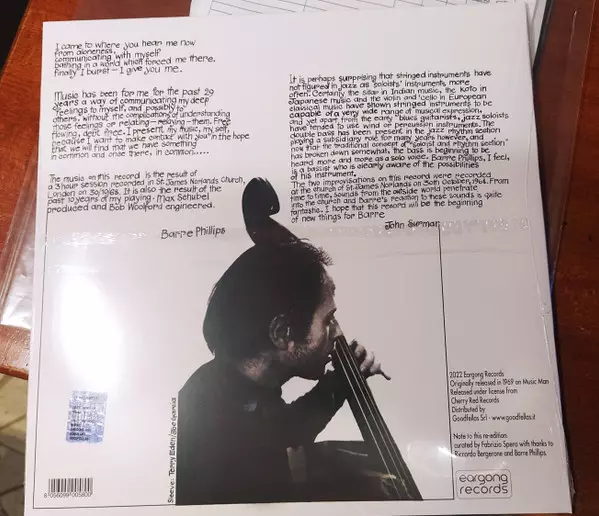 I came to where you hear me now
from aloneness,
communicating with myself
bathing in a world which forced me there.
Finally I burst – I give you me.
Music has been for me for the past 29
years a way of communicating my deep
feelings to myself, and possibly to
others, without the complications of understanding
those feelings or relating – realising – them. Free
flowing, deep, free. I present my music, my self,
because I want to make contact with you in the hope
that we will find that we have something
in common and once there, in common.....
The music on this record is the result of
a 3 hour session recorded in St. James Norlands Church,
London on 30/11/68. It is also the result of the
past 10 years of my playing. Max Schubel
produced and Bob Woolford engineered.
Barre Phillips
It is perhaps surprising that stringed instruments have
not figured in jazz as 'soloists' instruments, more
often. Certainly the sitar in Indian music, the koto in
Japanese music and the violin and 'cello in European
classical music have shown stringed instruments to be
capable of a very wide range of musical expression,
and yet apart from the early "blues guitarists", jazz soloists
have tended to use wind or percussion instruments. The
double bass has been present in the jazz rhythm section
playing a subsidiary role for many years however, and
now that the traditional concept of "soloist and rhythm section"
has broken down somewhat, the bass is beginning to be
heard more and more as a solo voice. Barre Phillips, I feel,
is a bassist who is clearly aware of the possibilities
of his instrument.
The two improvisations on this record were recorded
at the church of St. James's Norlands on 30th October, 1968. From
time to time, sounds from the outside world penetrate
into the church and Barre's reaction to these sounds is quite
fantastic. I hope that this record will be the beginning
of new things for Barre
John Surman
Sleeve: Terry Eden/Bob Garcia
2022 Eargong Records
Originally released in 1969 on Music Man
Released under license from
Cherry Red Records
Distributed by
Goodfellas Srl - www.goodfellas.it
Note to this re-edition
curated by Fabrizio Spera with thanks to
Riccardo Bergerone and Barre Phillips.
eargong
records
8 056099 005800